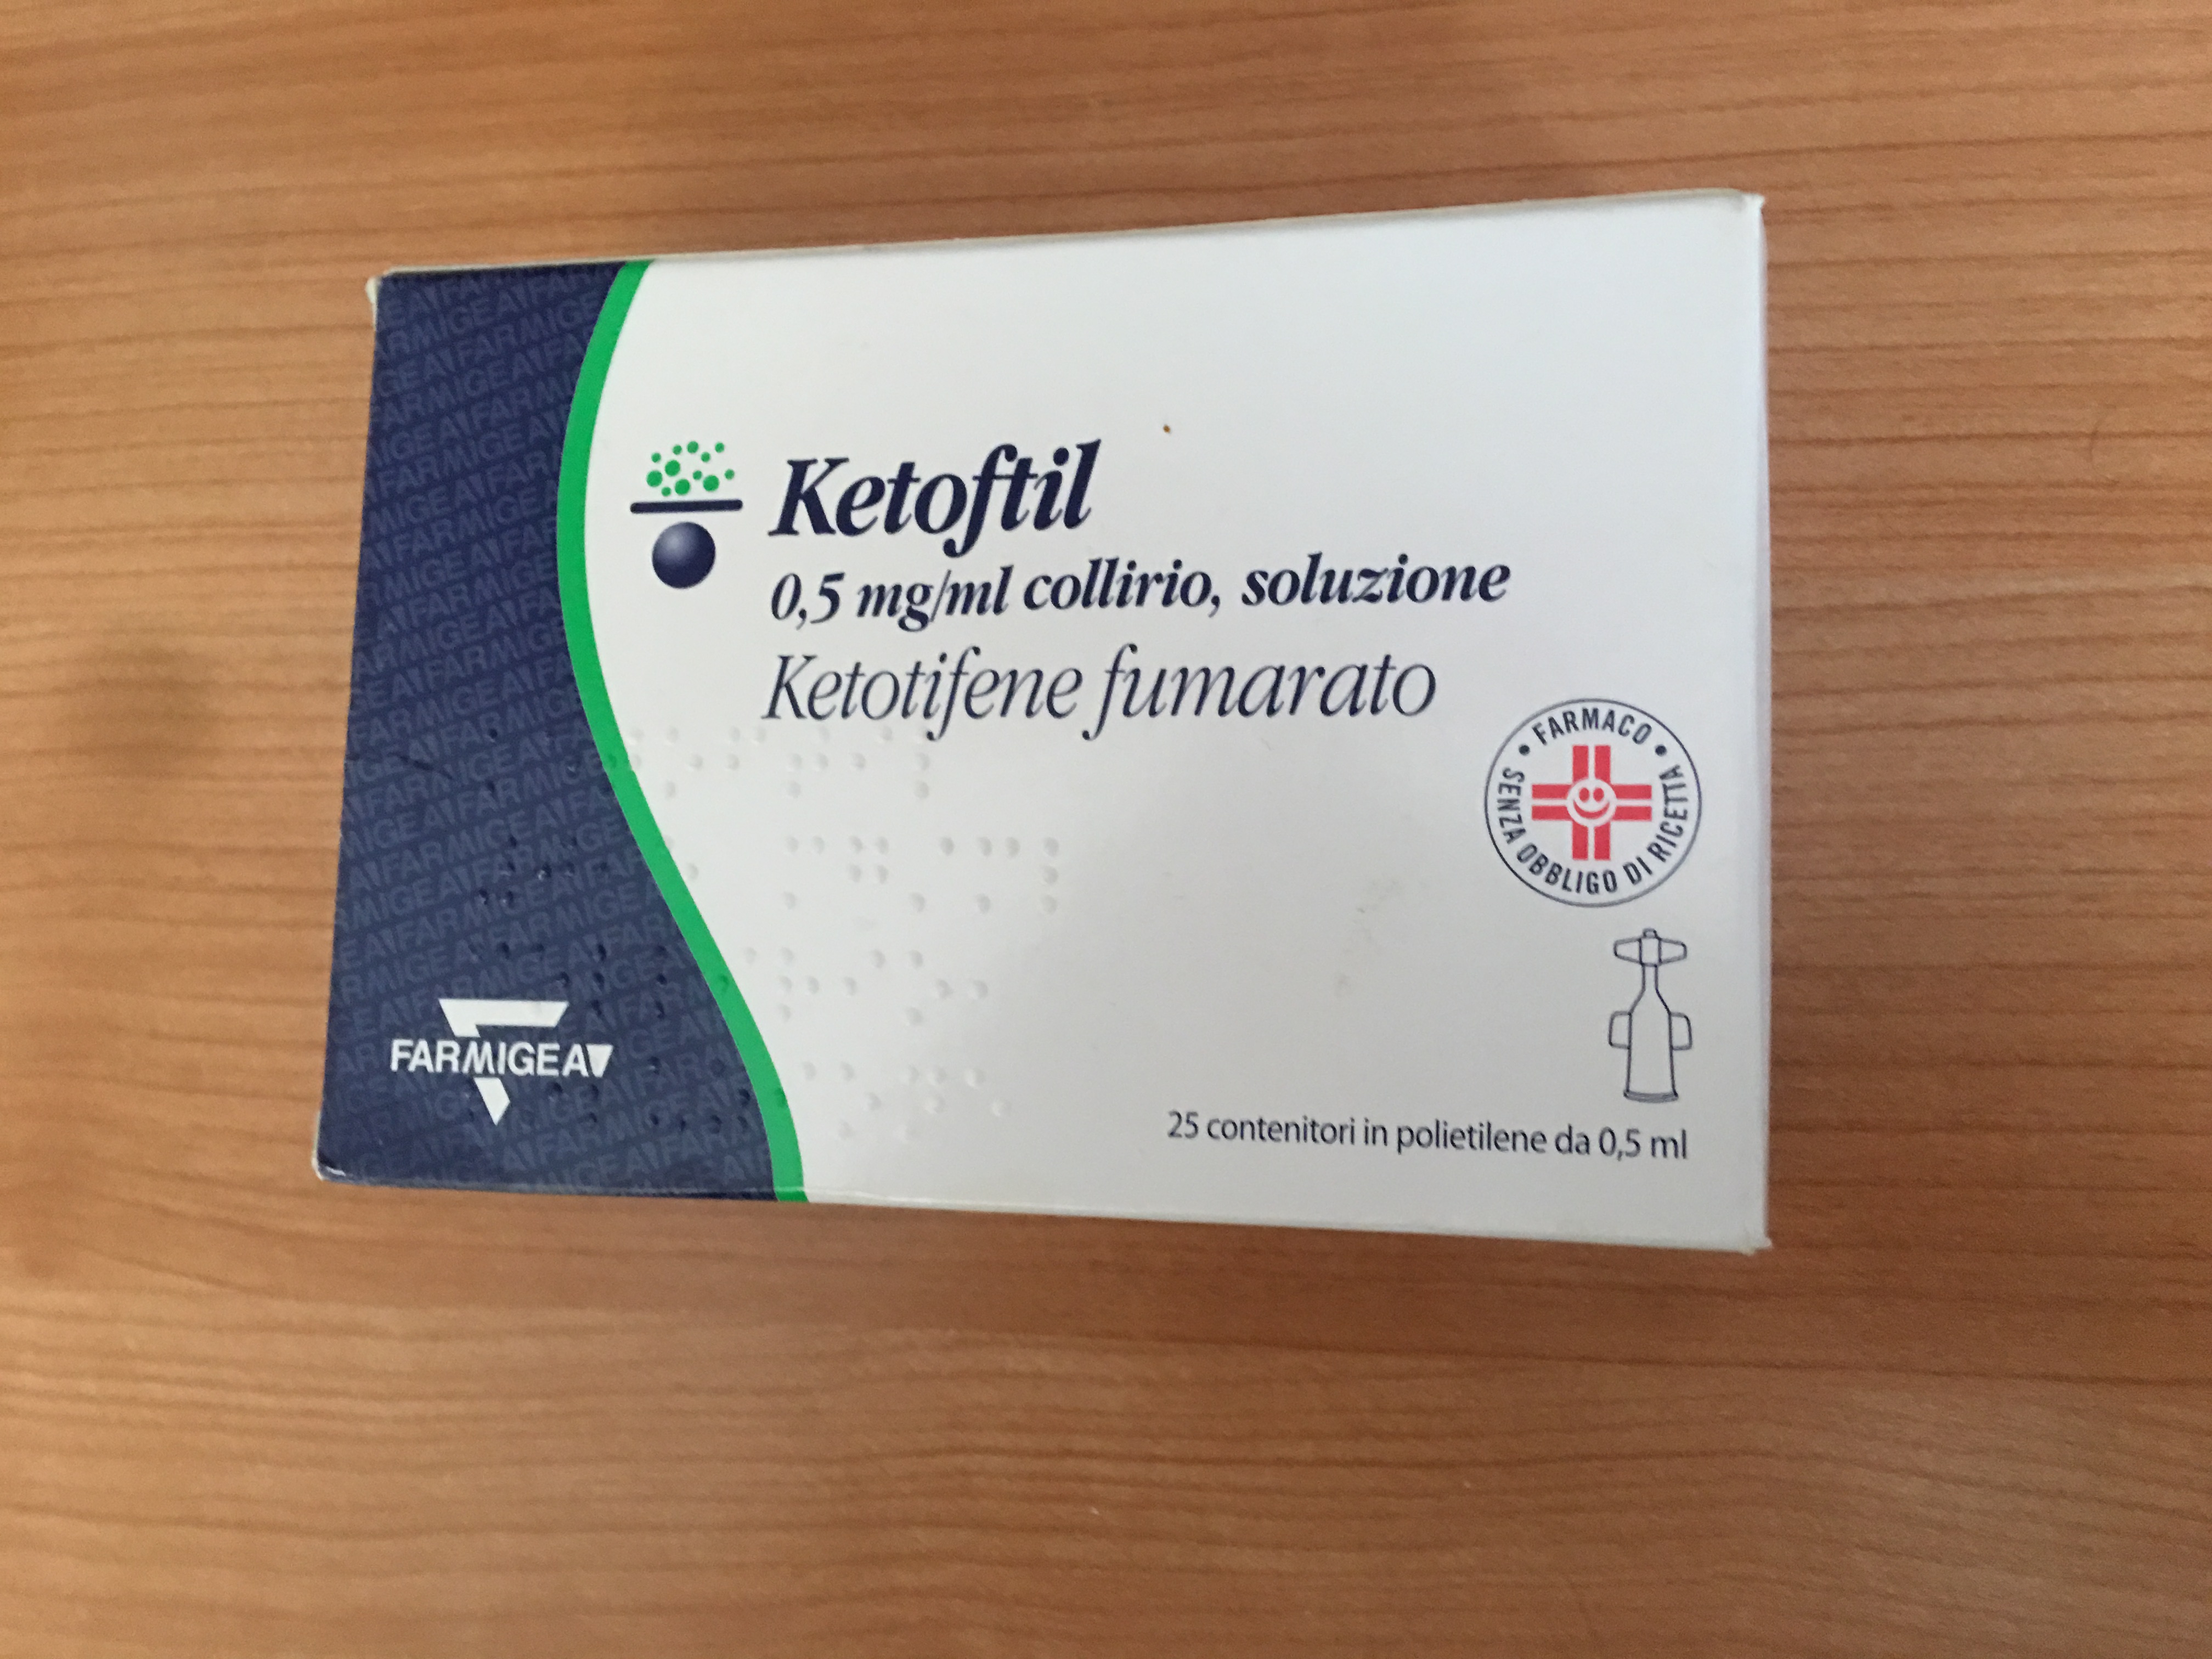 Ketoftil
0,5 mg/ml collirio, soluzione
Ketotifene fumarato
FARMACO
SENZA OBBLIGO DI RICETTA
FARMIGEA
25 contenitori in polietilene da 0,5 ml